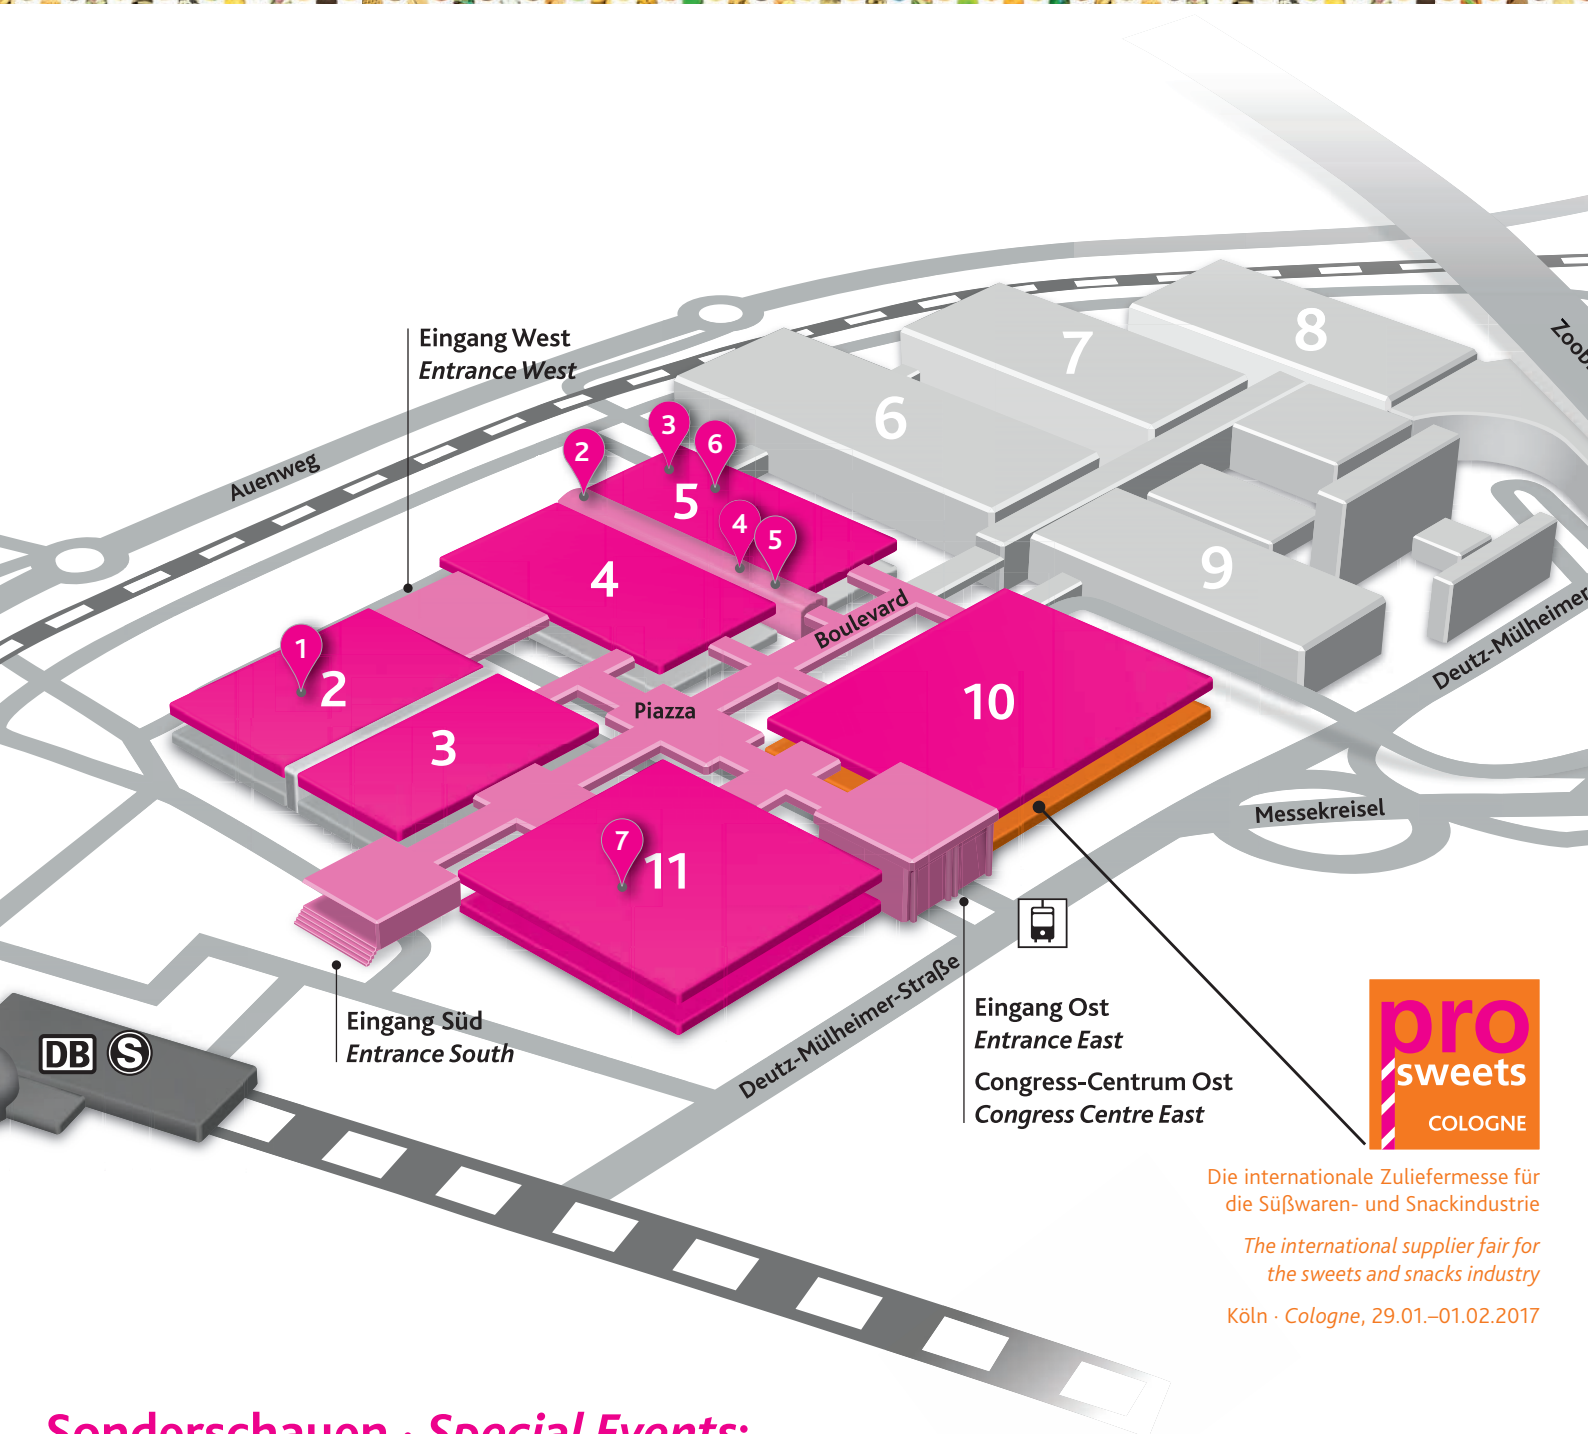 Eingang West
Entrance West
Auenweg
8
7
6
3
6
2
5
4
5
4
9
Boulevard
1
2
10
Piazza
3
Deutz-Mülheimer
7
11
Messekreisel
Eingang Süd
Entrance South
DB
S
Deutz-Mülheimer-Straße
Eingang Ost
Entrance East
Congress-Centrum Ost
Congress Centre East
pro
sweets
COLOGNE
Die internationale Zuliefermesse für
die Süßwaren- und Snackindustrie
The international supplier fair for
the sweets and snacks industry
Köln · Cologne, 29.01.–01.02.2017
Sonderschauen · Special Events: